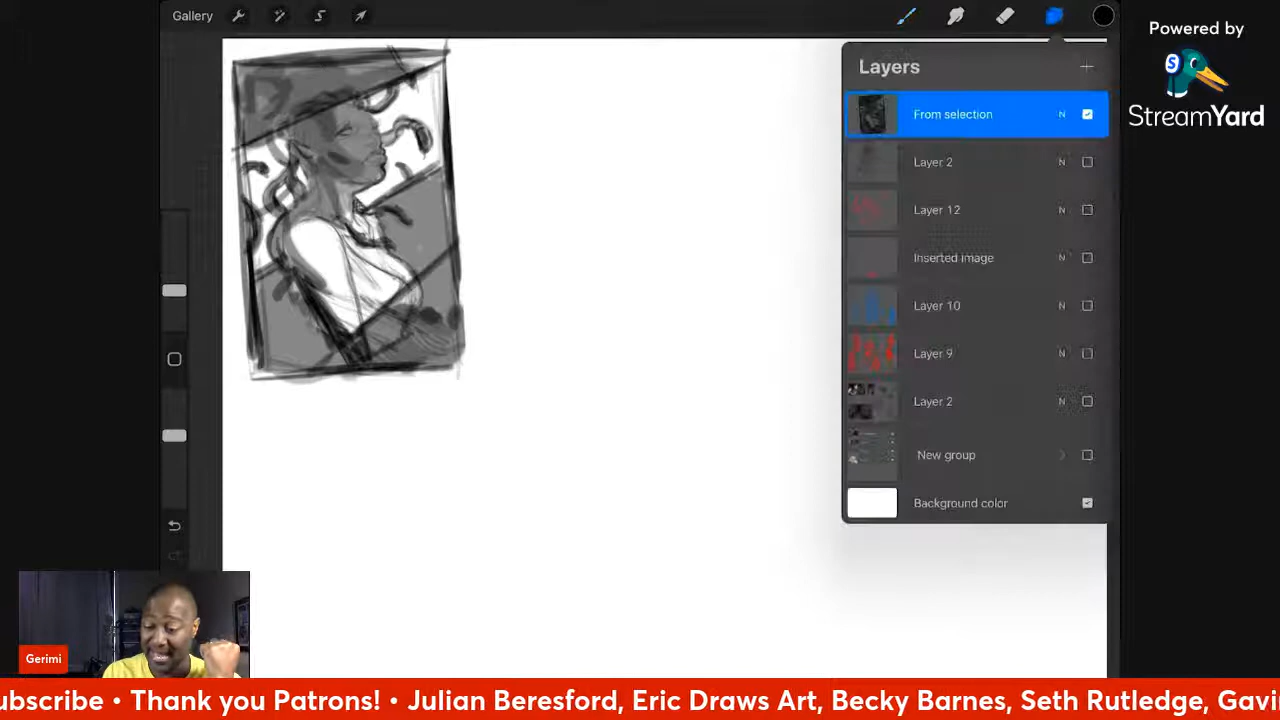 Gallery
Powered by
S
StreamYard
Layers
From selection N
Layer 2 N
Layer 12 N
Inserted image N
Layer 10 N
Layer 9 N
Layer 2 N
New group
Background color
Gerimi
ubscribe • Thank you Patrons! • Julian Beresford, Eric Draws Art, Becky Barnes, Seth Rutledge, Gavi